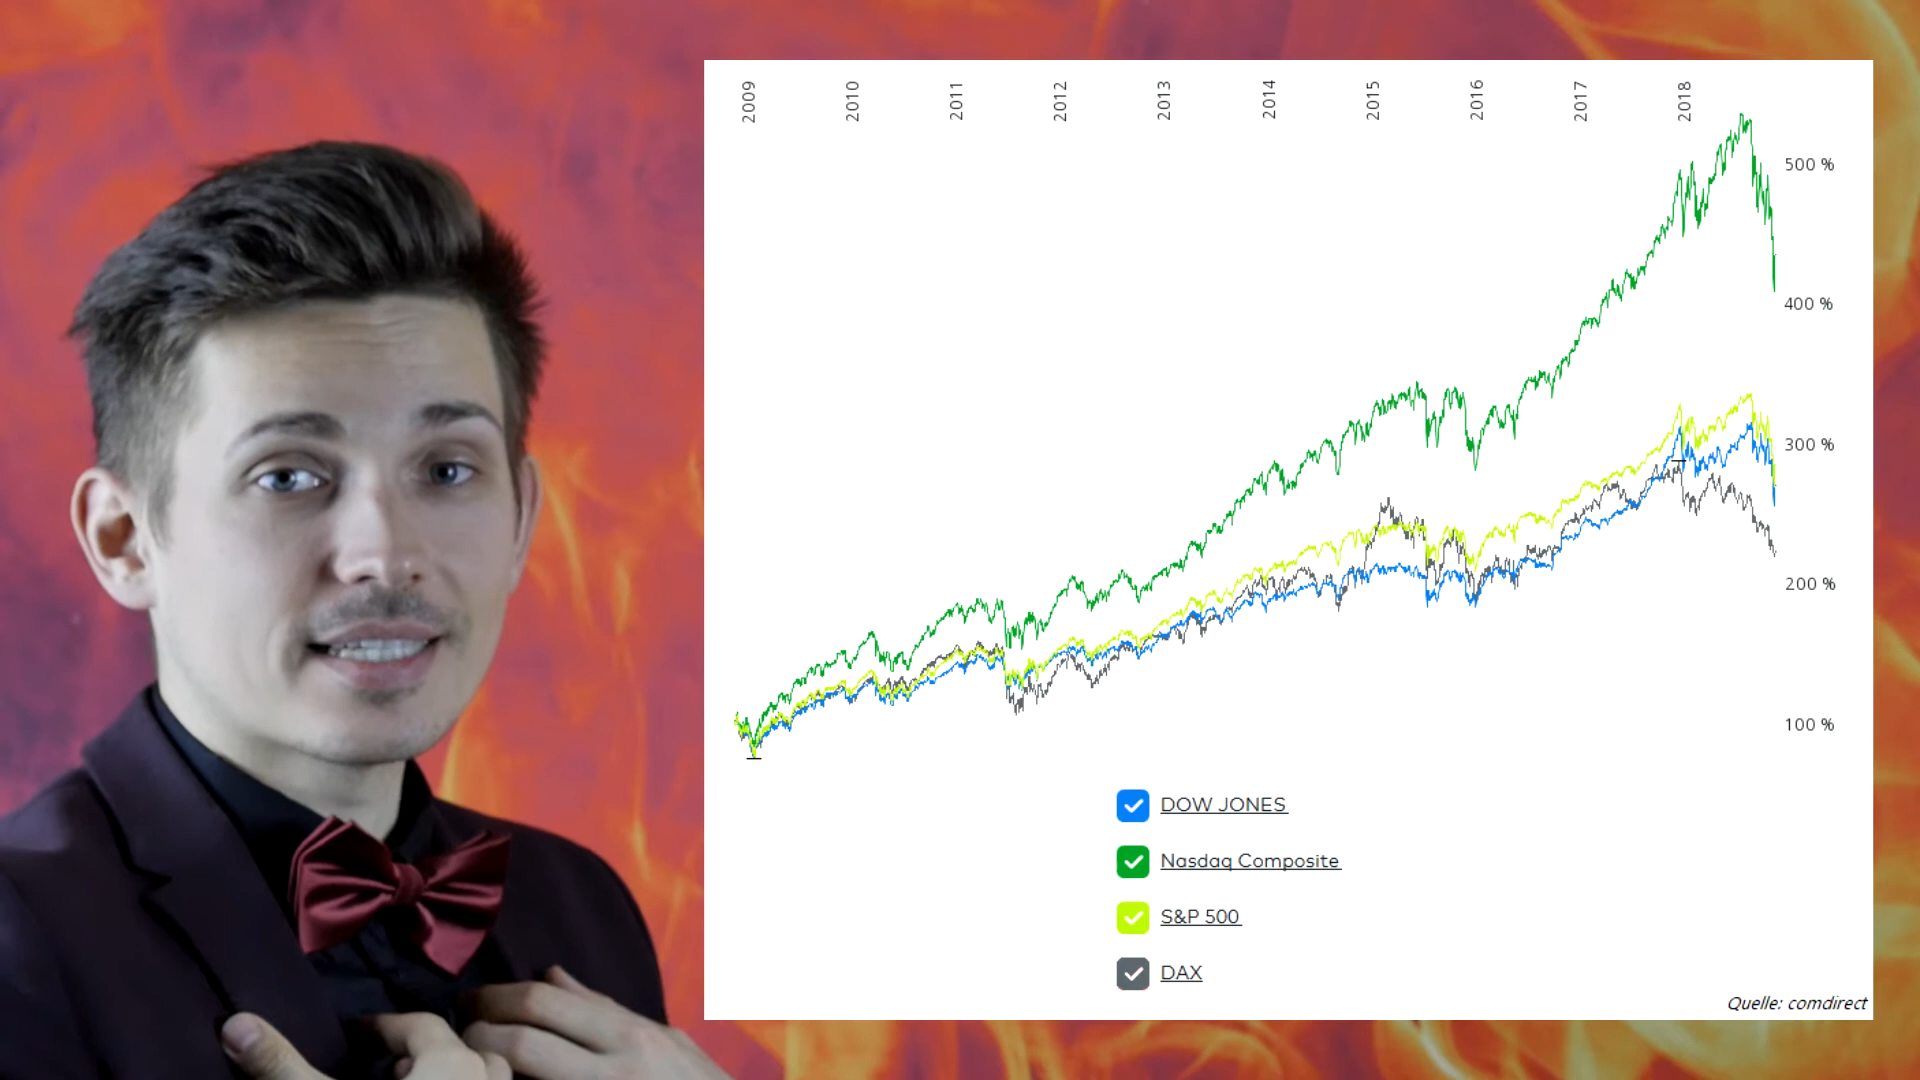 2009 2010 2011 2012 2013 2014 2015 2016 2017 2018
500 %
400 %
300 %
200 %
100 %
DOW JONES
Nasdaq Composite
S&P 500
DAX
Quelle: comdirect